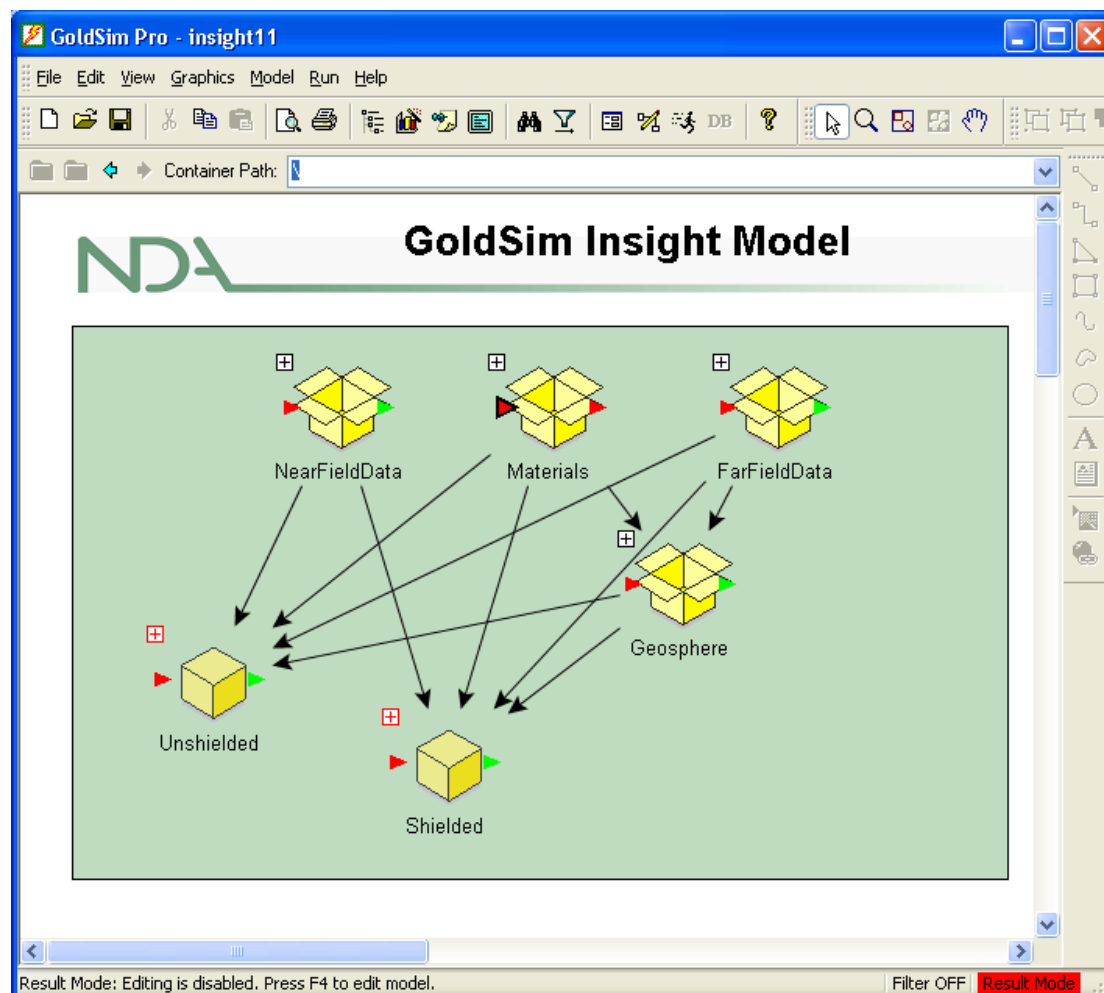 GoldSim Pro - insight11
File Edit View Graphics Model Run Help
DB
Container Path: \
NDA
GoldSim Insight Model
NearFieldData
Materials
FarFieldData
Geosphere
Unshielded
Shielded
A
Result Mode: Editing is disabled. Press F4 to edit model.
Filter OFF
Result Mode